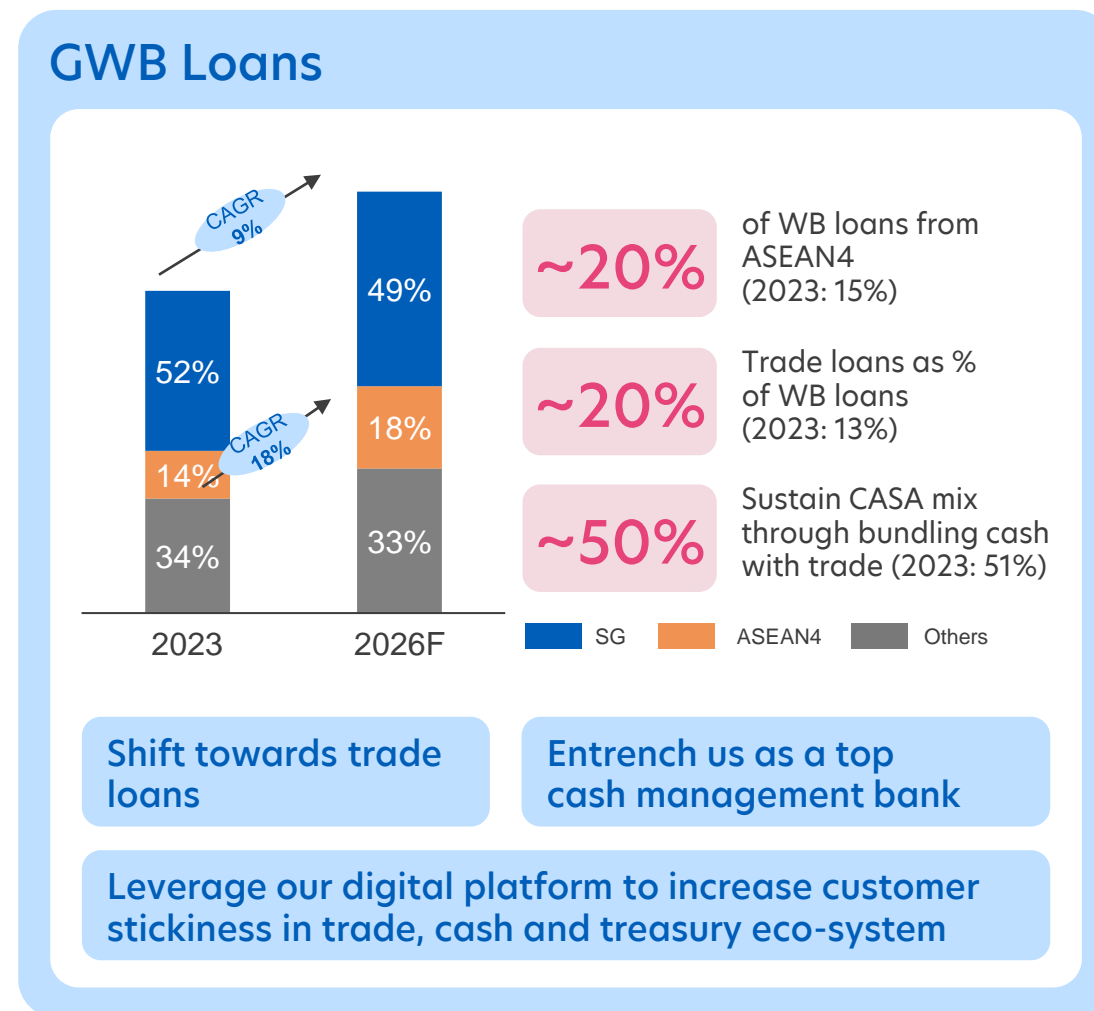 GWB Loans
CAGR
9%
52%
14%
34%
CAGR
18%
49%
18%
33%
2023
2026F
~20%
of WB loans from
ASEAN4
(2023: 15%)
~20%
Trade loans as %
of WB loans
(2023: 13%)
~50%
Sustain CASA mix
through bundling cash
with trade (2023: 51%)
SG
ASEAN4
Others
Shift towards trade
loans
Entrench us as a top
cash management bank
Leverage our digital platform to increase customer
stickiness in trade, cash and treasury eco-system